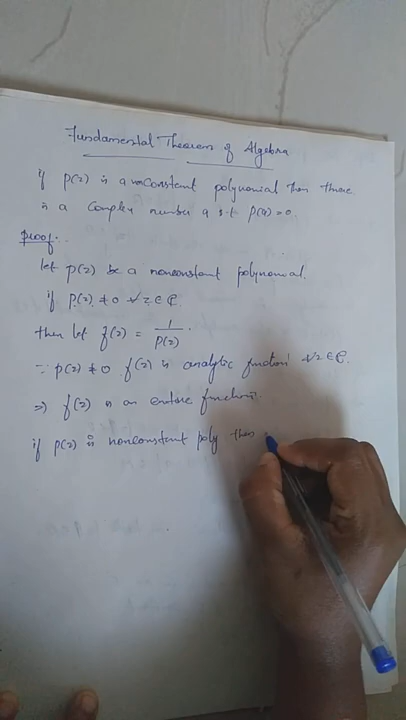 Fundamental Theorem of Algebra
if p(z) is a nonconstant polynomial then there
is a complex number a s.t p(a) = 0.
proof:-
let p(z) be a nonconstant polynomial.
if p(z) ≠ 0 ∀ z ∈ ℂ
then let f(z) = 1/p(z).
∵ p(z) ≠ 0 f(z) is analytic function ∀ z ∈ ℂ.
⇒ f(z) is an entire function.
if p(z) is nonconstant poly then